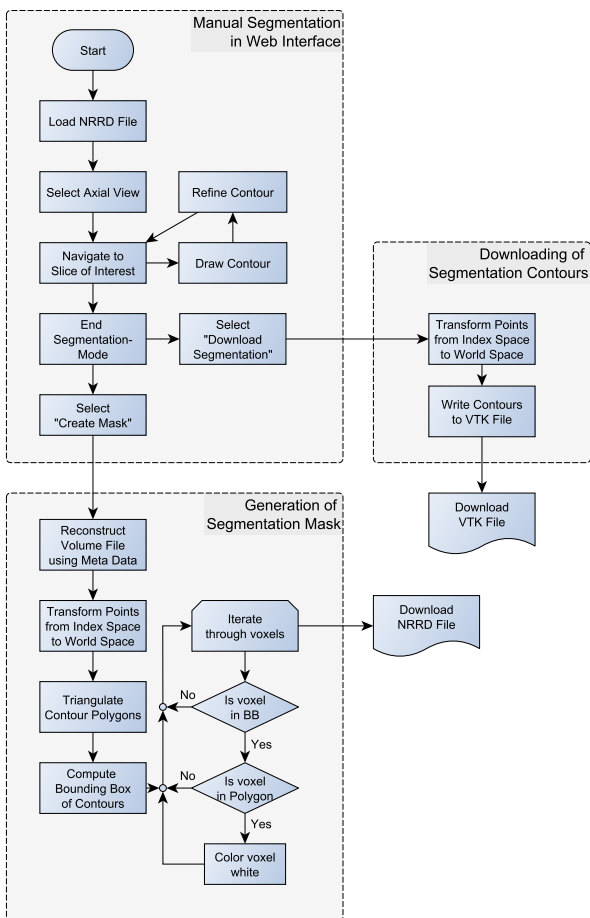 Manual Segmentation
in Web Interface
Start
Load NRRD File
Select Axial View
Refine Contour
Navigate to
Slice of Interest
Draw Contour
End
Segmentation-
Mode
Select
"Download
Segmentation"
Select
"Create Mask"
Downloading of
Segmentation Contours
Transform Points
from Index Space
to World Space
Write Contours
to VTK File
Download
VTK File
Generation of
Segmentation Mask
Reconstruct
Volume File
using Meta Data
Transform Points
from Index Space
to World Space
Triangulate
Contour Polygons
Compute
Bounding Box
of Contours
Iterate
through voxels
Download
NRRD File
No
Is voxel
in BB
Yes
No
Is voxel
in Polygon
Yes
Color voxel
white